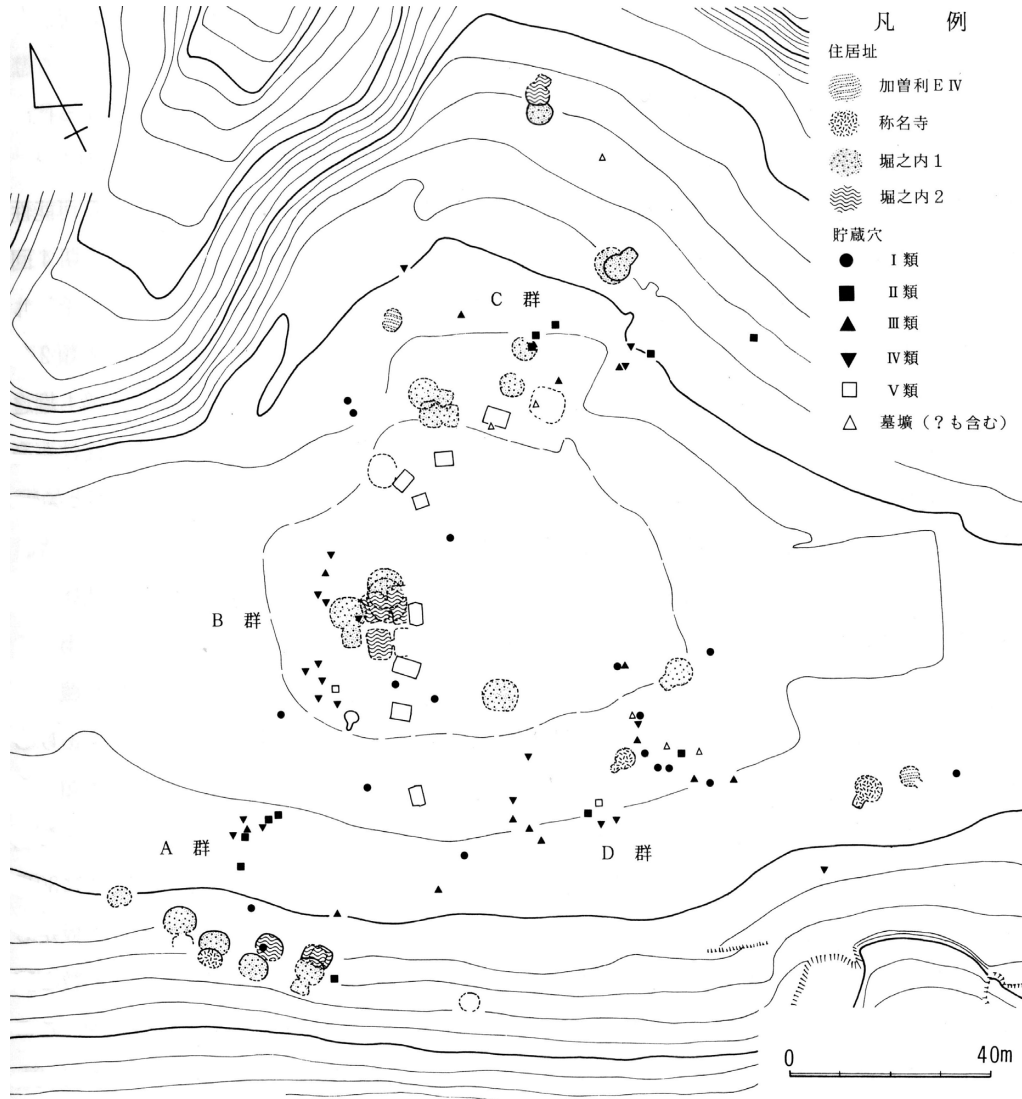 凡 例
住居址
加曽利EⅣ
称名寺
堀之内1
堀之内2
貯蔵穴
Ⅰ類
Ⅱ類
Ⅲ類
Ⅳ類
Ⅴ類
墓壙(?も含む)
C 群
B 群
A 群
D 群
0 40m